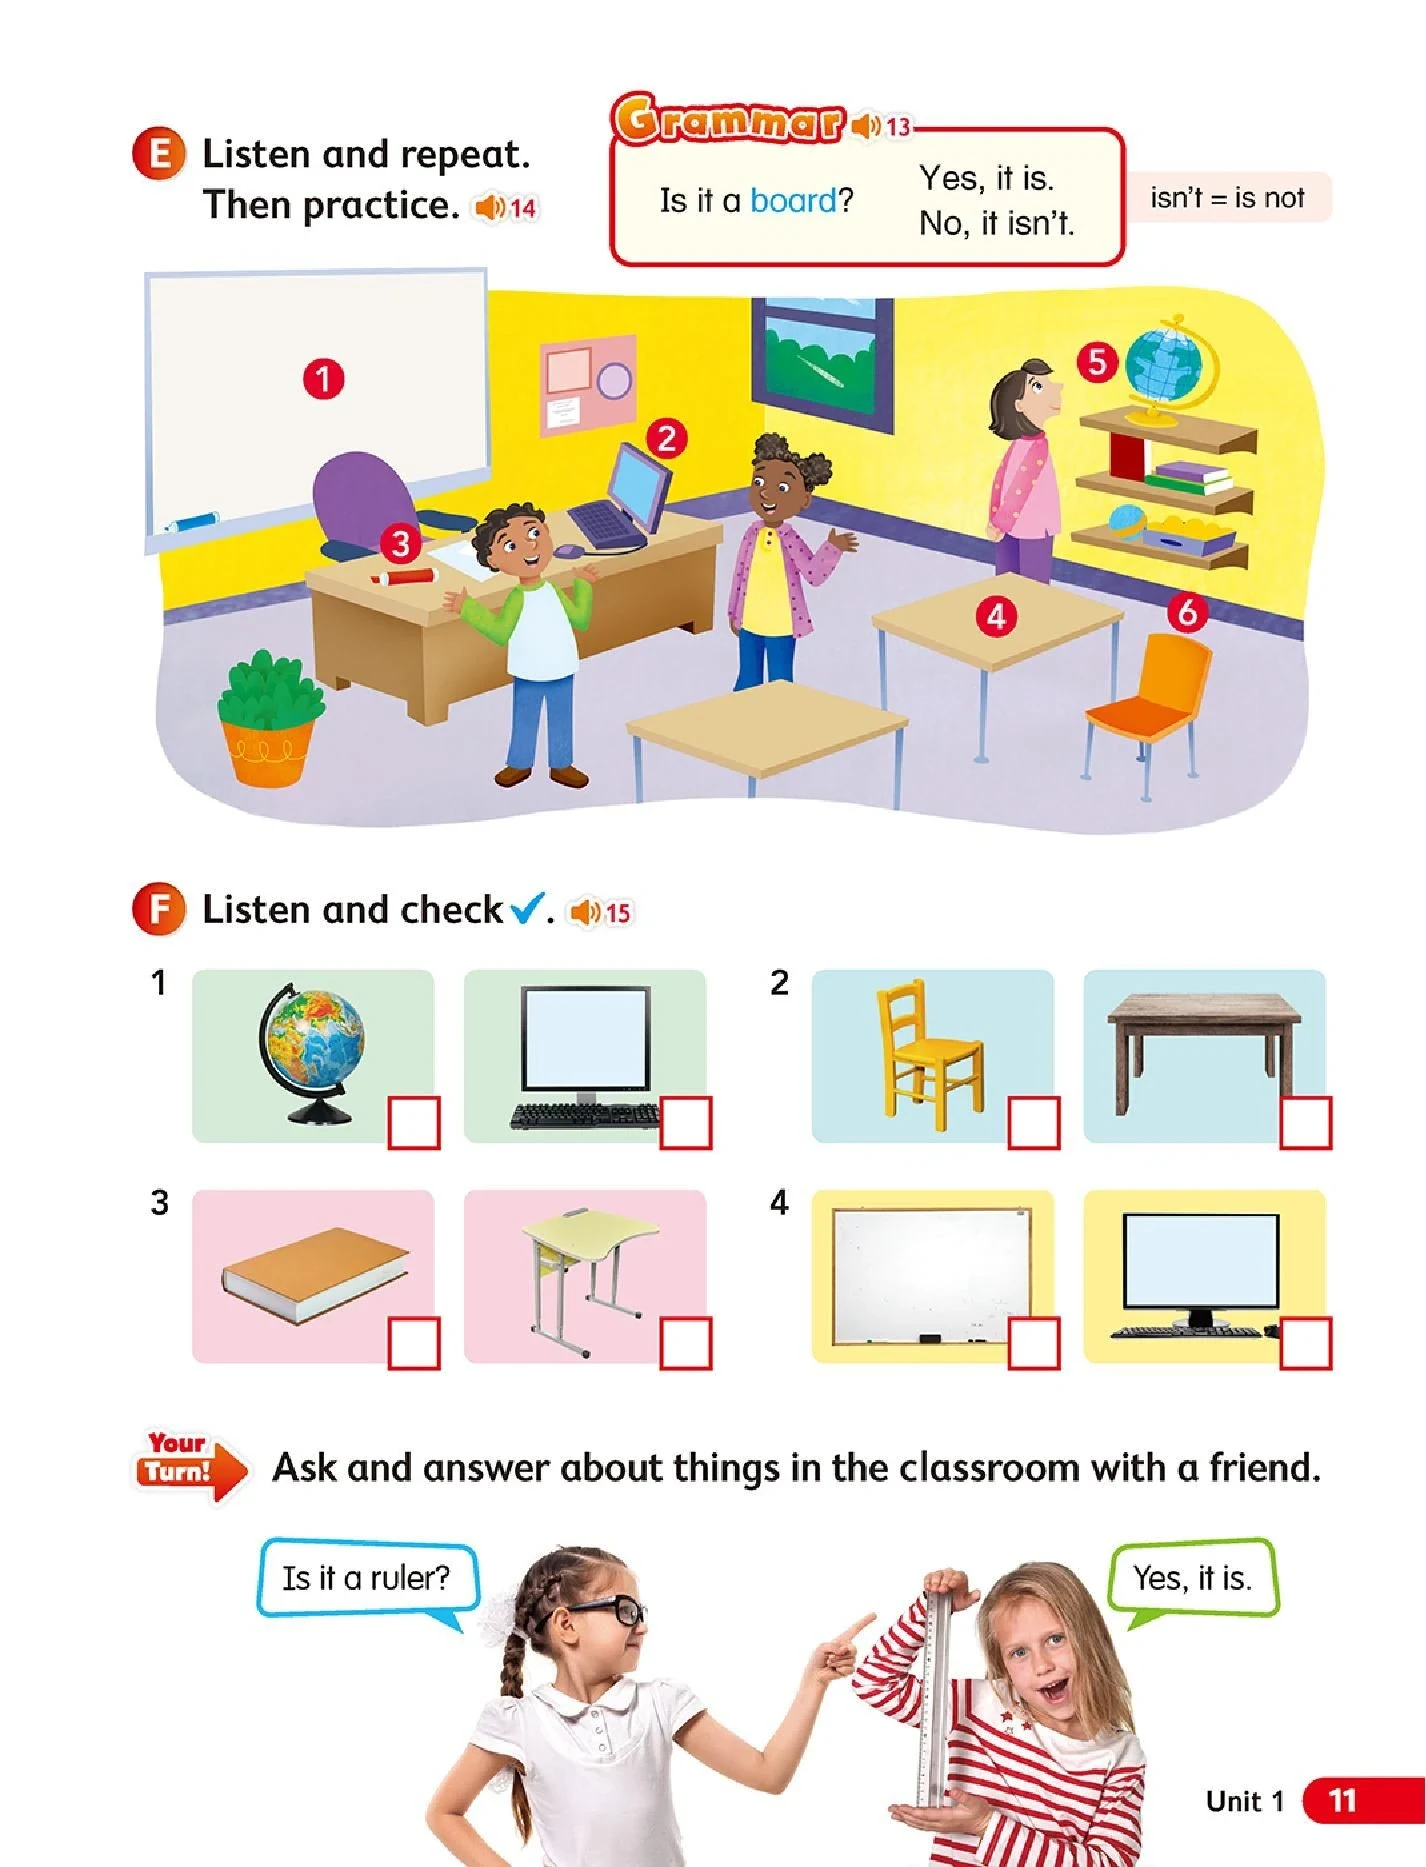 E Listen and repeat.
Then practice. 14
Grammar 13
Is it a board?
Yes, it is.
No, it isn't.
isn't = is not
1
2
3
4
5
6
F Listen and check ✓. 15
1
2
3
4
Your
Turn!
Ask and answer about things in the classroom with a friend.
Is it a ruler?
Yes, it is.
Unit 1 11